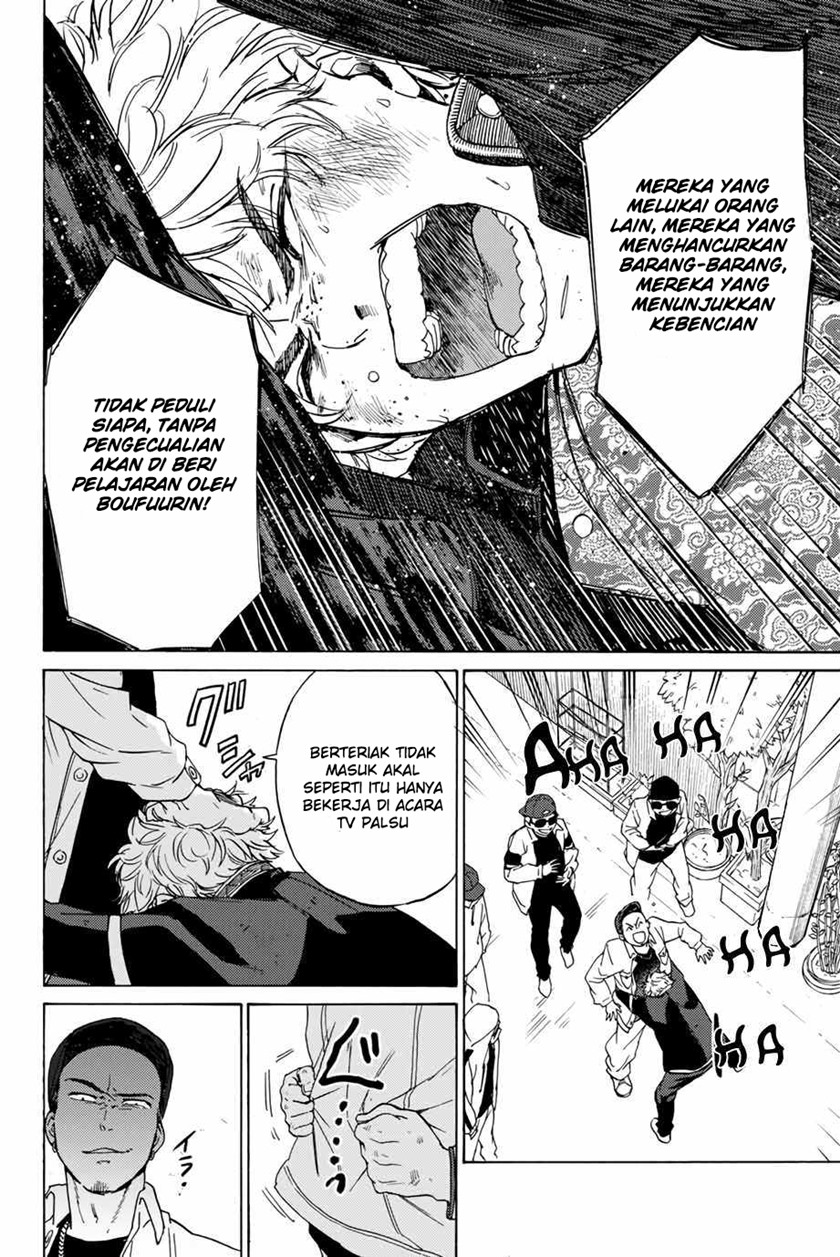 MEREKA YANG
MELUKAI ORANG
LAIN, MEREKA YANG
MENGHANCURKAN
BARANG-BARANG,
MEREKA YANG
MENUNJUKKAN
KEBENCIAN
TIDAK PEDULI
SIAPA, TANPA
PENGECUALIAN
AKAN DI BERI
PELAJARAN OLEH
BOUFUURIN!
AHA HA
HA
HA
HA
BERTERIAK TIDAK
MASUK AKAL
SEPERTI ITU HANYA
BEKERJA DI ACARA
TV PALSU
グシャ
グ…
イラ